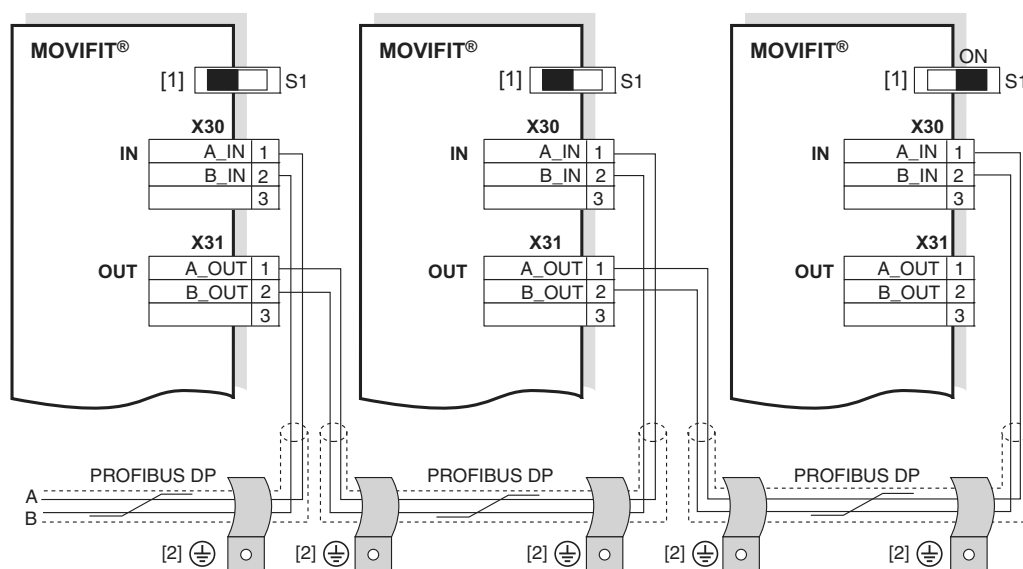 MOVIFIT®
[1] S1
X30
IN A_IN 1
B_IN 2
3
X31
OUT A_OUT 1
B_OUT 2
3
MOVIFIT®
[1] S1
X30
IN A_IN 1
B_IN 2
3
X31
OUT A_OUT 1
B_OUT 2
3
MOVIFIT®
ON
[1] S1
X30
IN A_IN 1
B_IN 2
3
X31
OUT A_OUT 1
B_OUT 2
3
PROFIBUS DP
PROFIBUS DP
PROFIBUS DP
A
B
[2]
[2]
[2]
[2]
[2]